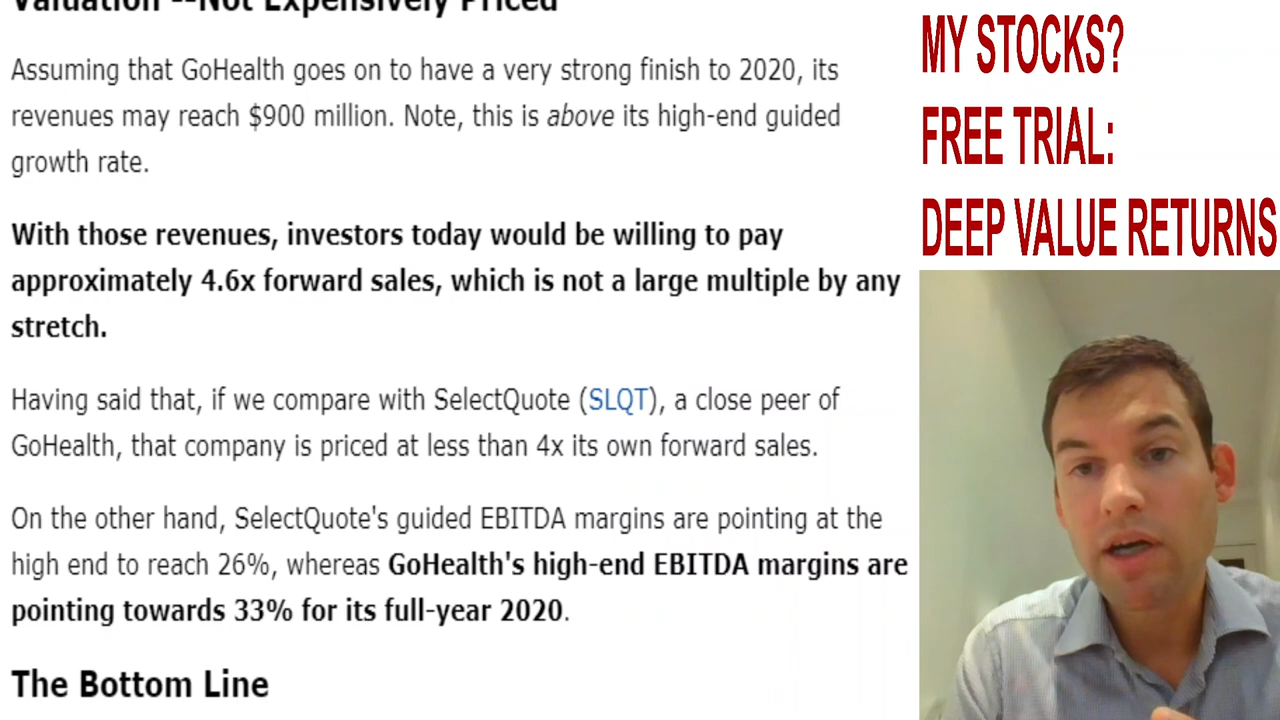 Valuation --Not Expensively Priced
Assuming that GoHealth goes on to have a very strong finish to 2020, its
revenues may reach $900 million. Note, this is above its high-end guided
growth rate.
With those revenues, investors today would be willing to pay
approximately 4.6x forward sales, which is not a large multiple by any
stretch.
Having said that, if we compare with SelectQuote (SLQT), a close peer of
GoHealth, that company is priced at less than 4x its own forward sales.
On the other hand, SelectQuote's guided EBITDA margins are pointing at the
high end to reach 26%, whereas GoHealth's high-end EBITDA margins are
pointing towards 33% for its full-year 2020.
The Bottom Line
MY STOCKS?
FREE TRIAL:
DEEP VALUE RETURNS